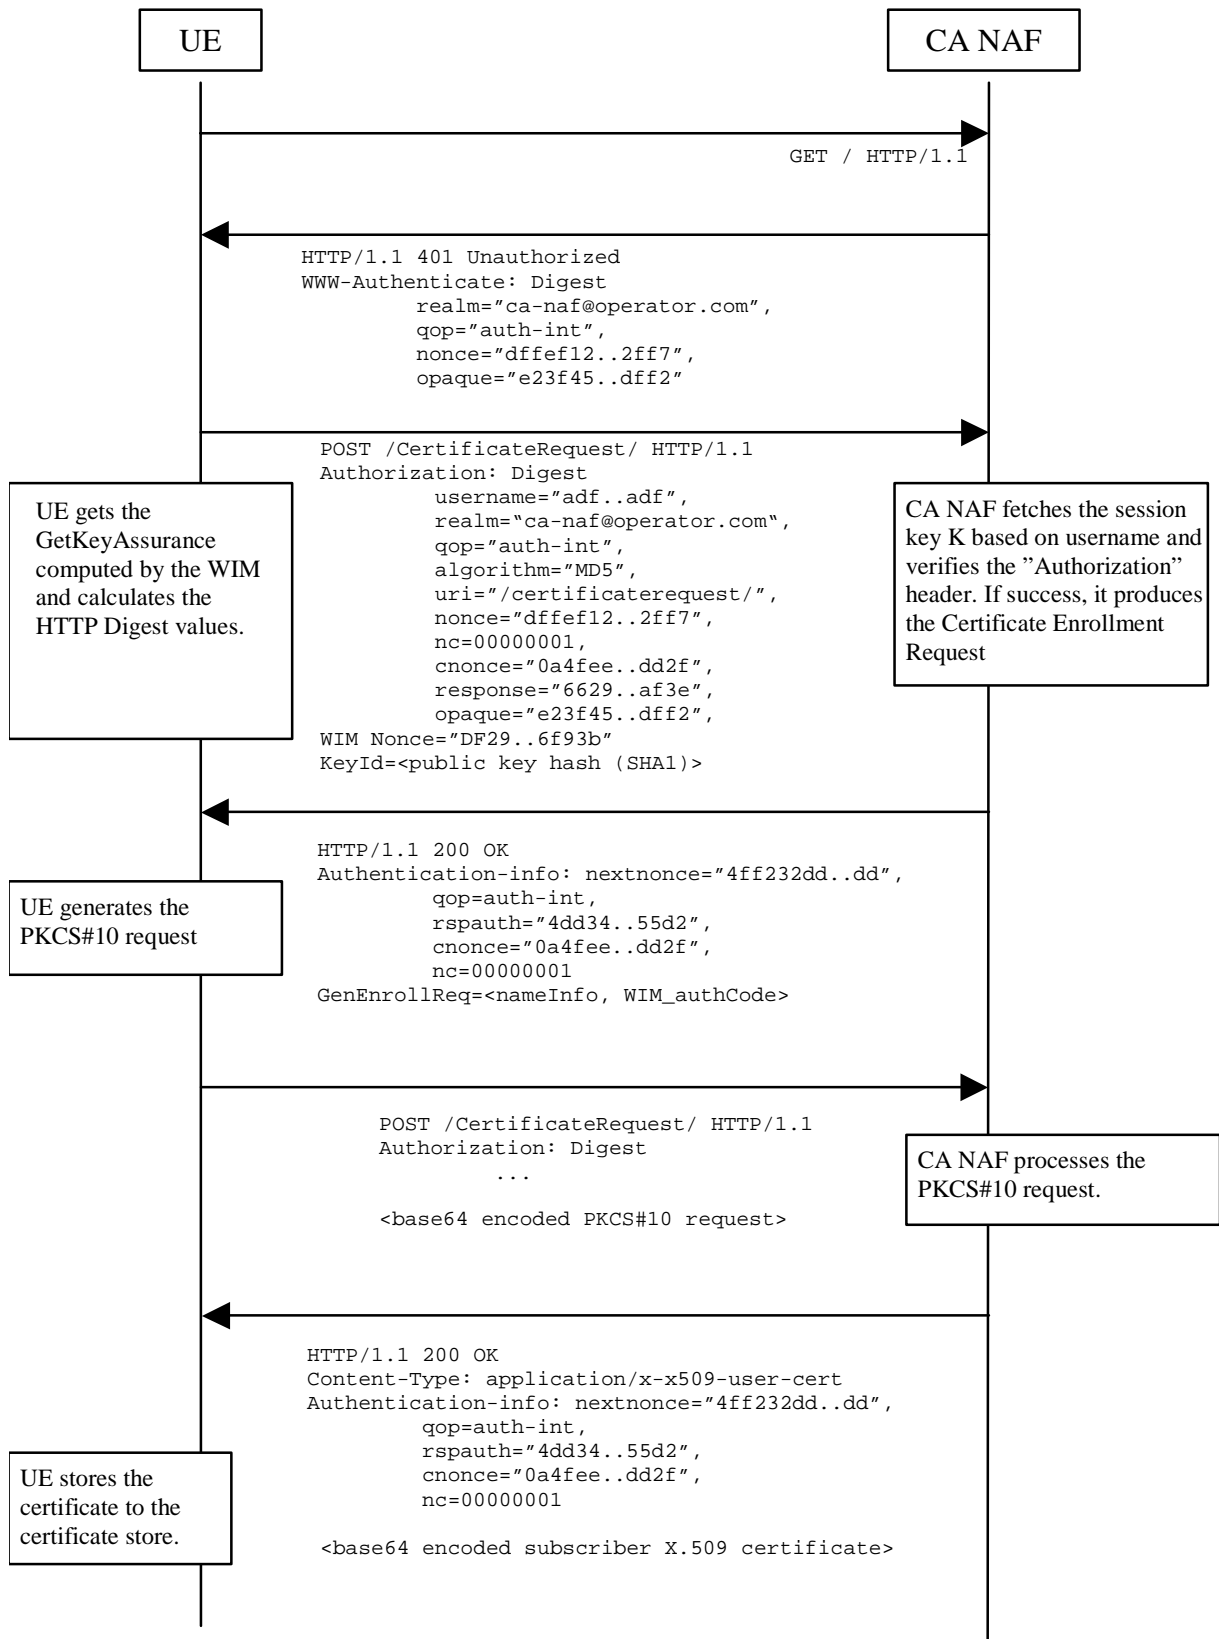 UE
CA NAF
GET / HTTP/1.1
HTTP/1.1 401 Unauthorized
WWW-Authenticate: Digest
realm="ca-naf@operator.com",
qop="auth-int",
nonce="dffef12..2ff7",
opaque="e23f45..dff2"
POST /CertificateRequest/ HTTP/1.1
Authorization: Digest
username="adf..adf",
realm=“ca-naf@operator.com“,
qop="auth-int",
algorithm="MD5",
uri="/certificaterequest/",
nonce="dffef12..2ff7",
nc=00000001,
cnonce="0a4fee..dd2f",
response="6629..af3e",
opaque="e23f45..dff2",
WIM Nonce="DF29..6f93b"
KeyId=<public key hash (SHA1)>
UE gets the
GetKeyAssurance
computed by the WIM
and calculates the
HTTP Digest values.
CA NAF fetches the session
key K based on username and
verifies the ”Authorization”
header. If success, it produces
the Certificate Enrollment
Request
HTTP/1.1 200 OK
Authentication-info: nextnonce="4ff232dd..dd",
qop=auth-int,
rspauth="4dd34..55d2",
cnonce="0a4fee..dd2f",
nc=00000001
GenEnrollReq=<nameInfo, WIM_authCode>
UE generates the
PKCS#10 request
POST /CertificateRequest/ HTTP/1.1
Authorization: Digest
...
<base64 encoded PKCS#10 request>
CA NAF processes the
PKCS#10 request.
HTTP/1.1 200 OK
Content-Type: application/x-x509-user-cert
Authentication-info: nextnonce="4ff232dd..dd",
qop=auth-int,
rspauth="4dd34..55d2",
cnonce="0a4fee..dd2f",
nc=00000001
<base64 encoded subscriber X.509 certificate>
UE stores the
certificate to the
certificate store.